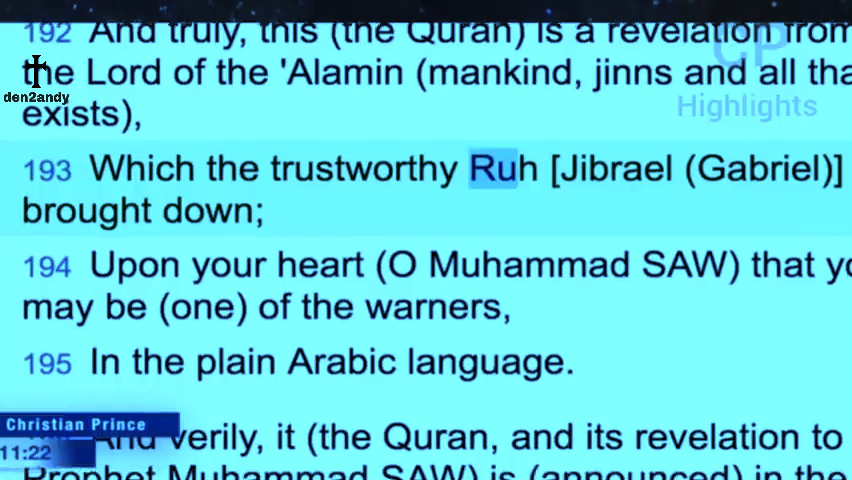 192 And truly, this (the Quran) is a revelation from
the Lord of the 'Alamin (mankind, jinns and all tha
exists),
193 Which the trustworthy Ruh [Jibrael (Gabriel)]
brought down;
194 Upon your heart (O Muhammad SAW) that yo
may be (one) of the warners,
195 In the plain Arabic language.
And verily, it (the Quran, and its revelation to
Prophet Muhammad SAW) is (announced) in the
den2andy
CP
Highlights
Christian Prince
11:22